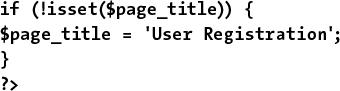 if (!isset($page_title)) {
$page_title = 'User Registration';
}
?>